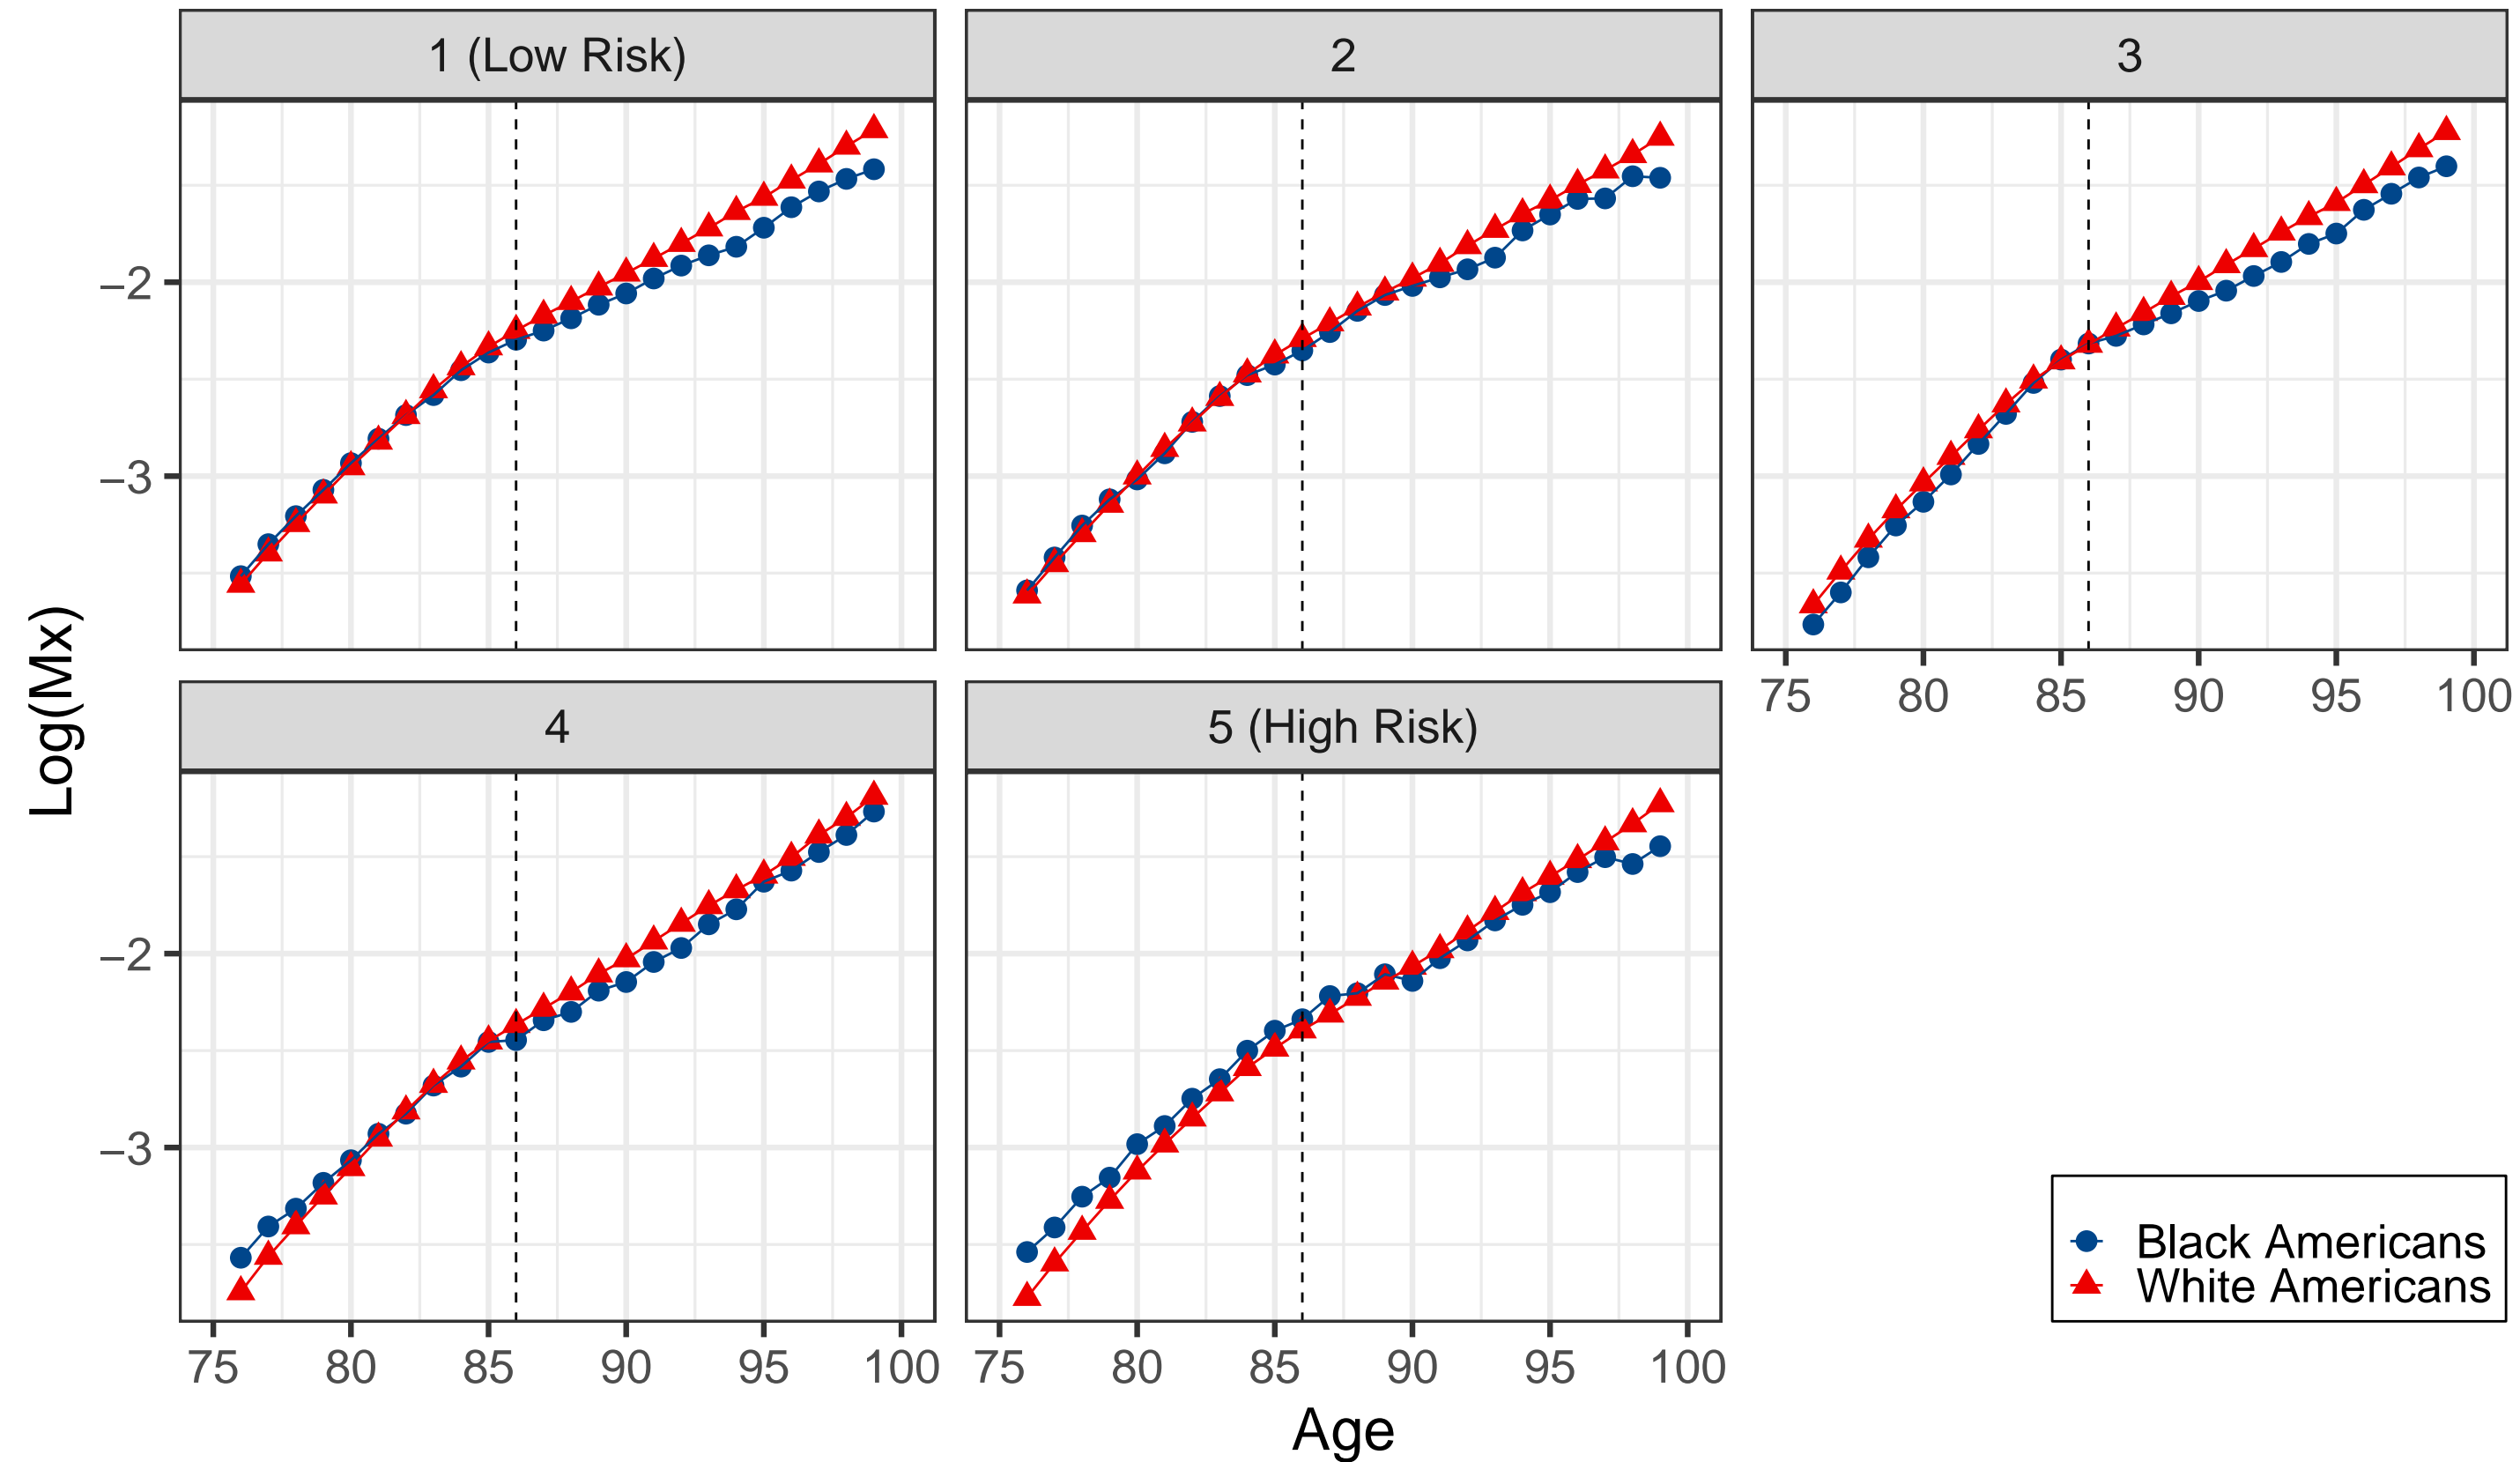 1 (Low Risk)
2
3
−2
−3
75 80 85 90 95 100
Log(Mx)
4
5 (High Risk)
−2
−3
75 80 85 90 95 100
75 80 85 90 95 100
Age
Black Americans
White Americans